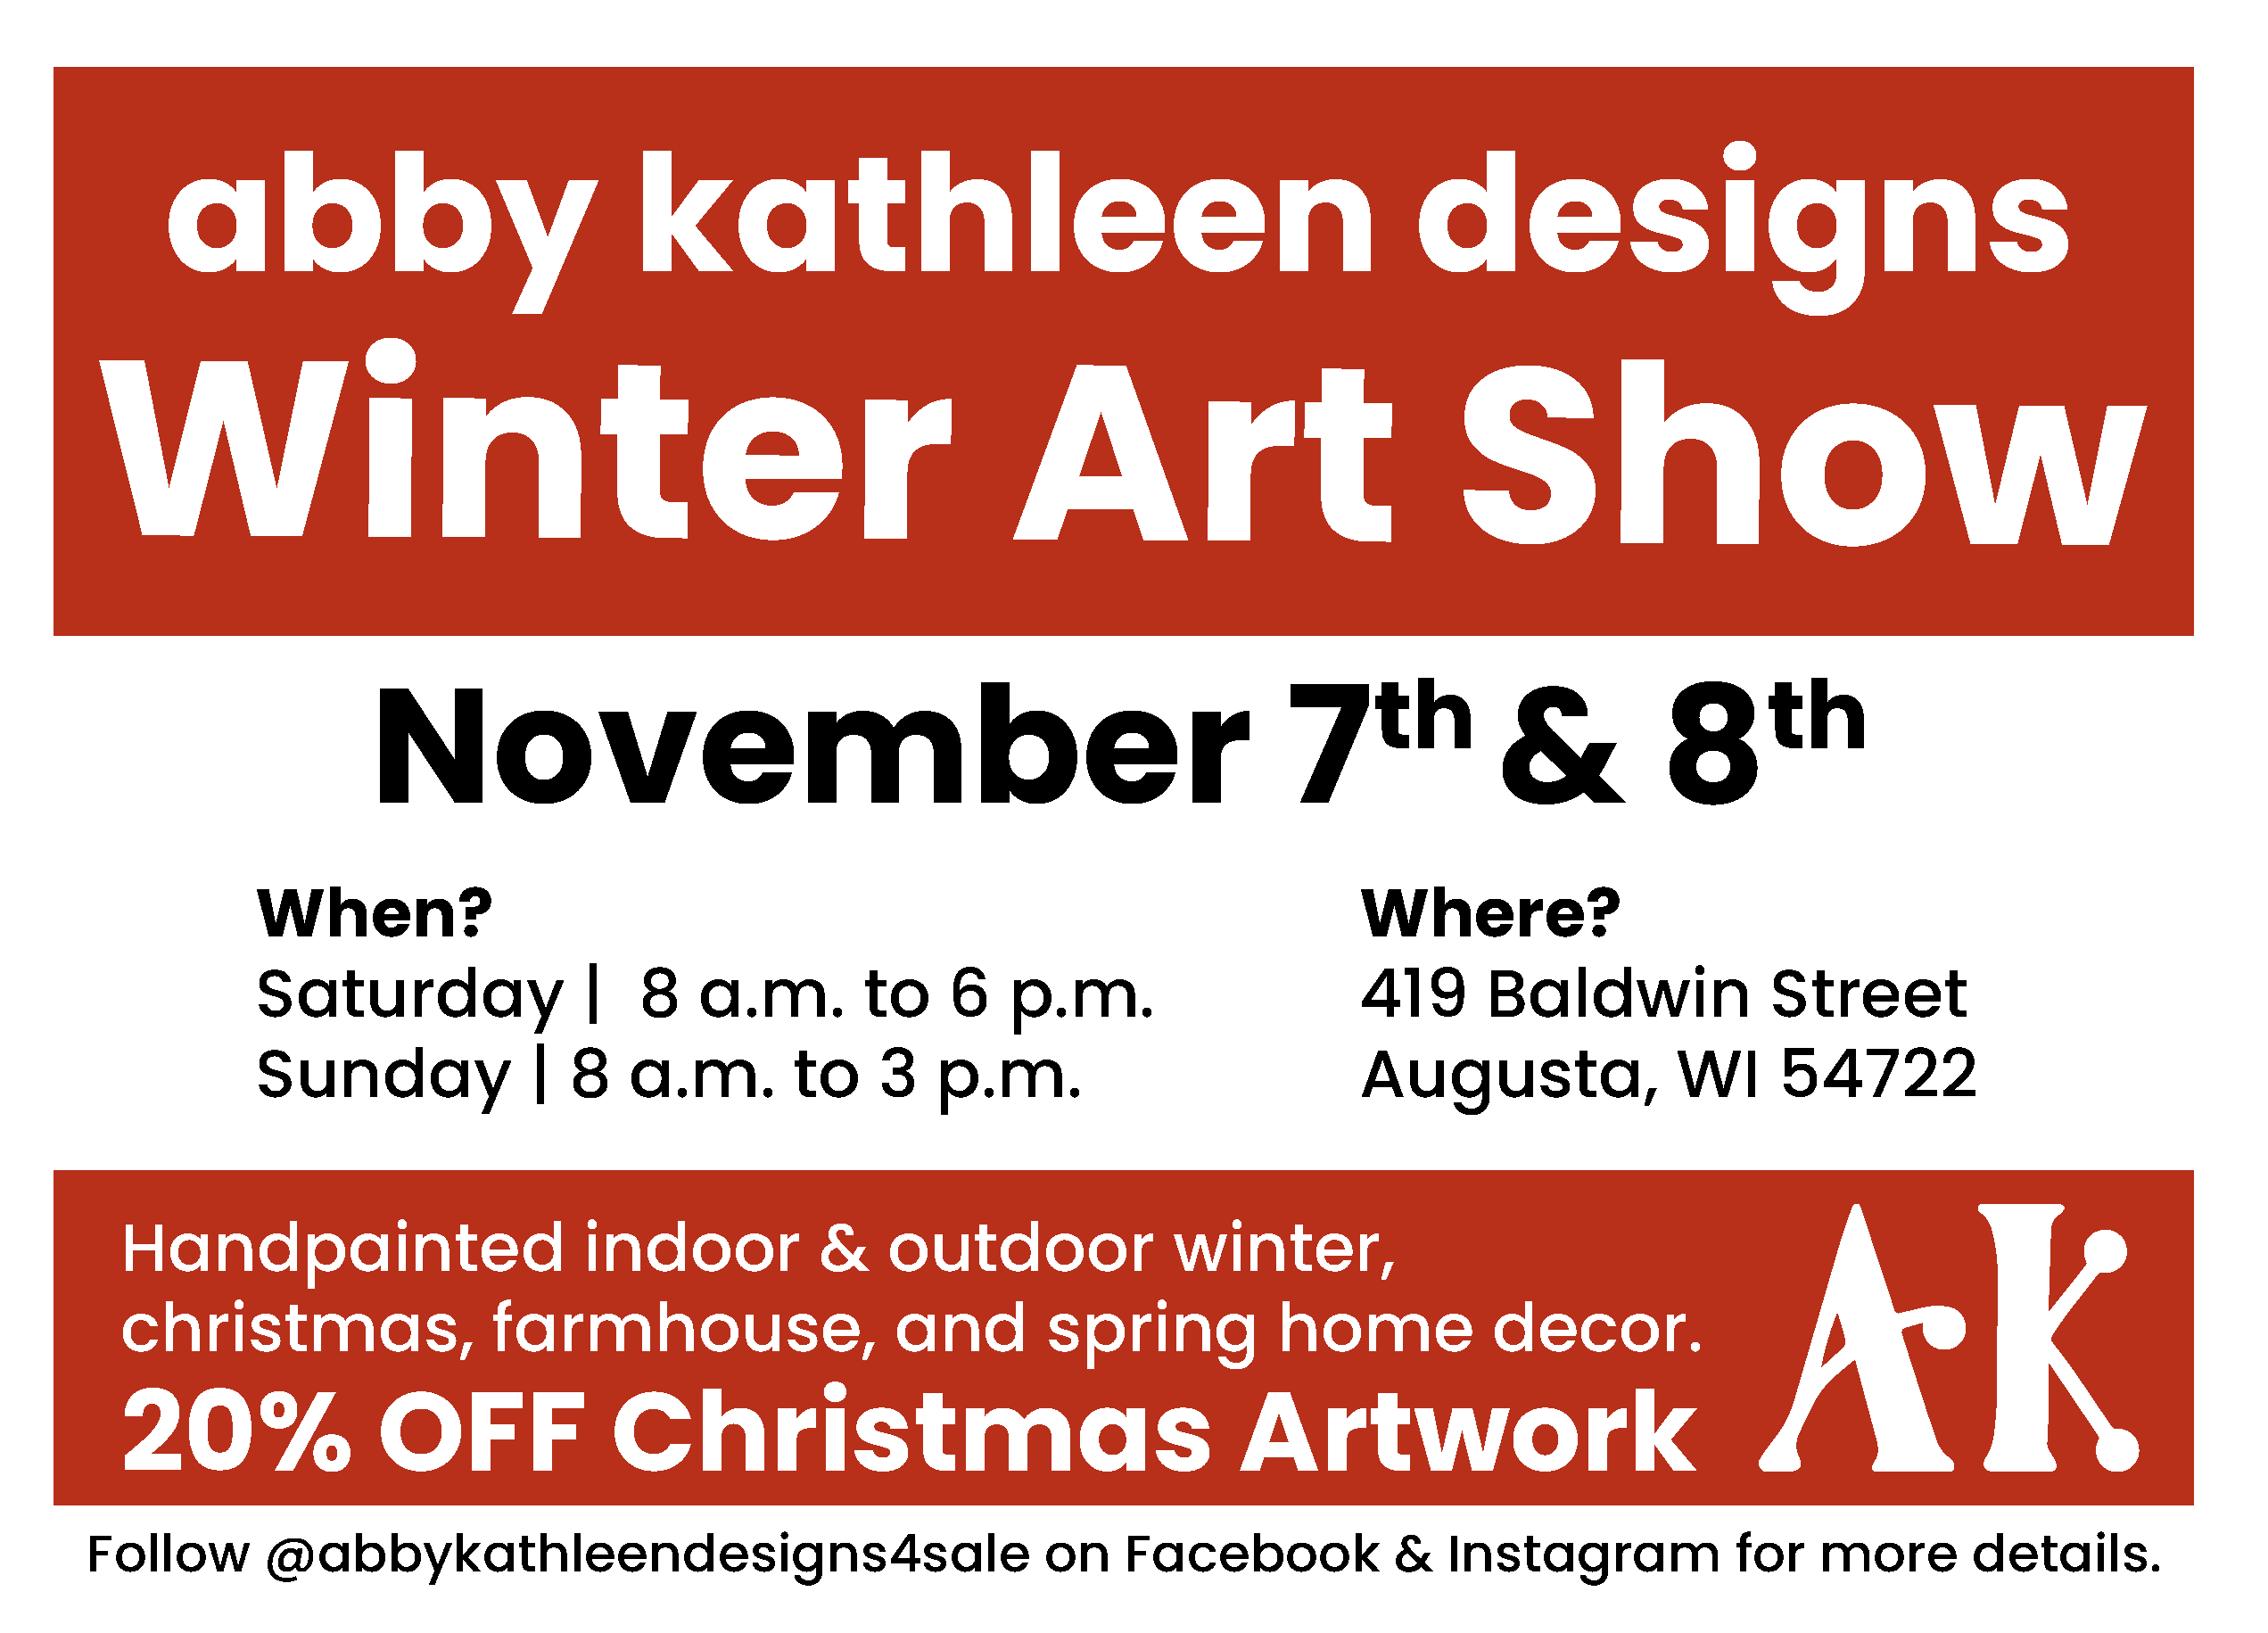 abby kathleen designs
Winter Art Show
November 7th & 8th
When?
Saturday | 8 a.m. to 6 p.m.
Sunday | 8 a.m. to 3 p.m.
Where?
419 Baldwin Street
Augusta, WI 54722
Handpainted indoor & outdoor winter,
christmas, farmhouse, and spring home decor.
20% OFF Christmas Artwork
AK
Follow @abbykathleendesigns4sale on Facebook & Instagram for more details.